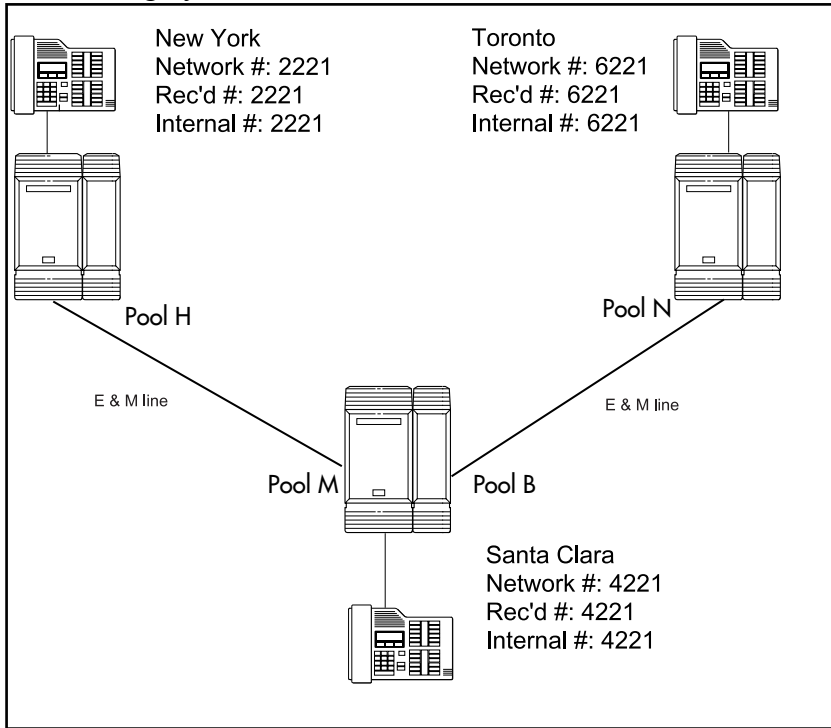 New York
Network #: 2221
Rec'd #: 2221
Internal #: 2221
Toronto
Network #: 6221
Rec'd #: 6221
Internal #: 6221
Pool H
Pool N
E & M line
E & M line
Pool M
Pool B
Santa Clara
Network #: 4221
Rec'd #: 4221
Internal #: 4221